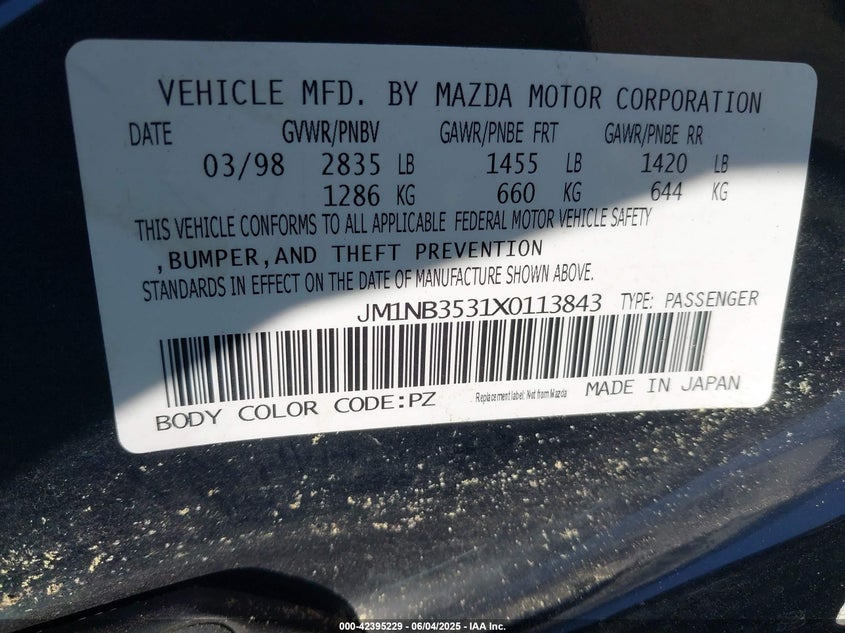 VEHICLE MFD. BY MAZDA MOTOR CORPORATION
DATE GVWR/PNBV GAWR/PNBE FRT GAWR/PNBE RR
03/98 2835 LB 1455 LB 1420 LB
1286 KG 660 KG 644 KG
THIS VEHICLE CONFORMS TO ALL APPLICABLE FEDERAL MOTOR VEHICLE SAFETY
,BUMPER,AND THEFT PREVENTION
STANDARDS IN EFFECT ON THE DATE OF MANUFACTURE SHOWN ABOVE.
JM1NB3531X0113843 TYPE: PASSENGER
BODY COLOR CODE:PZ Replacement label: Not from Mazda MADE IN JAPAN
000-42395229 - 06/04/2025 - IAA Inc.